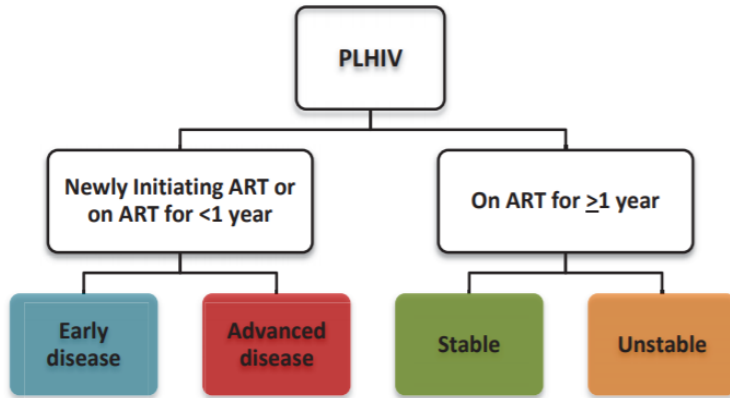 PLHIV
Newly Initiating ART or
on ART for <1 year
On ART for ≥1 year
Early
disease
Advanced
disease
Stable
Unstable